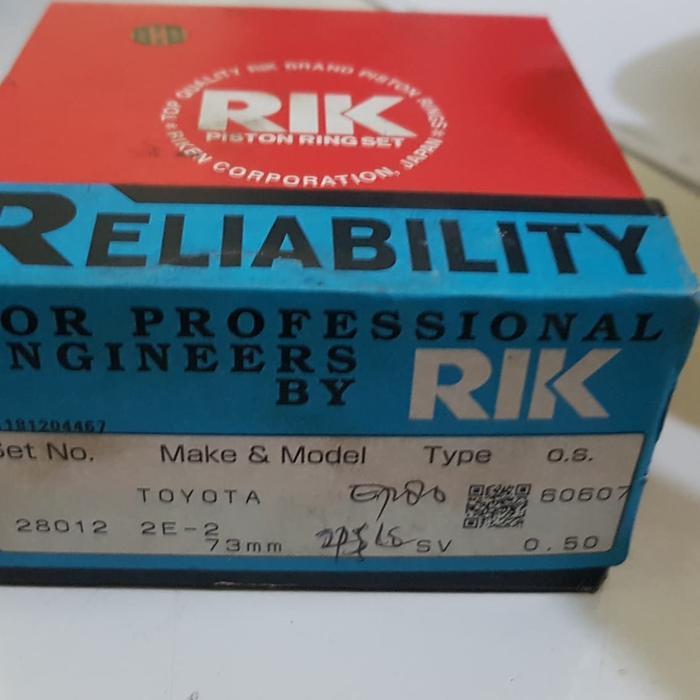 TOP QUALITY RIK BRAND PISTON RINGS
RIK
PISTON RING SET
RIKEN CORPORATION, JAPAN
RELIABILITY
OR PROFESSIONAL
NGINEERS
BY RIK
181204467
Set No. Make & Model Type o.s.
TOYOTA 60607
28012 2E-2
73mm SV 0.50